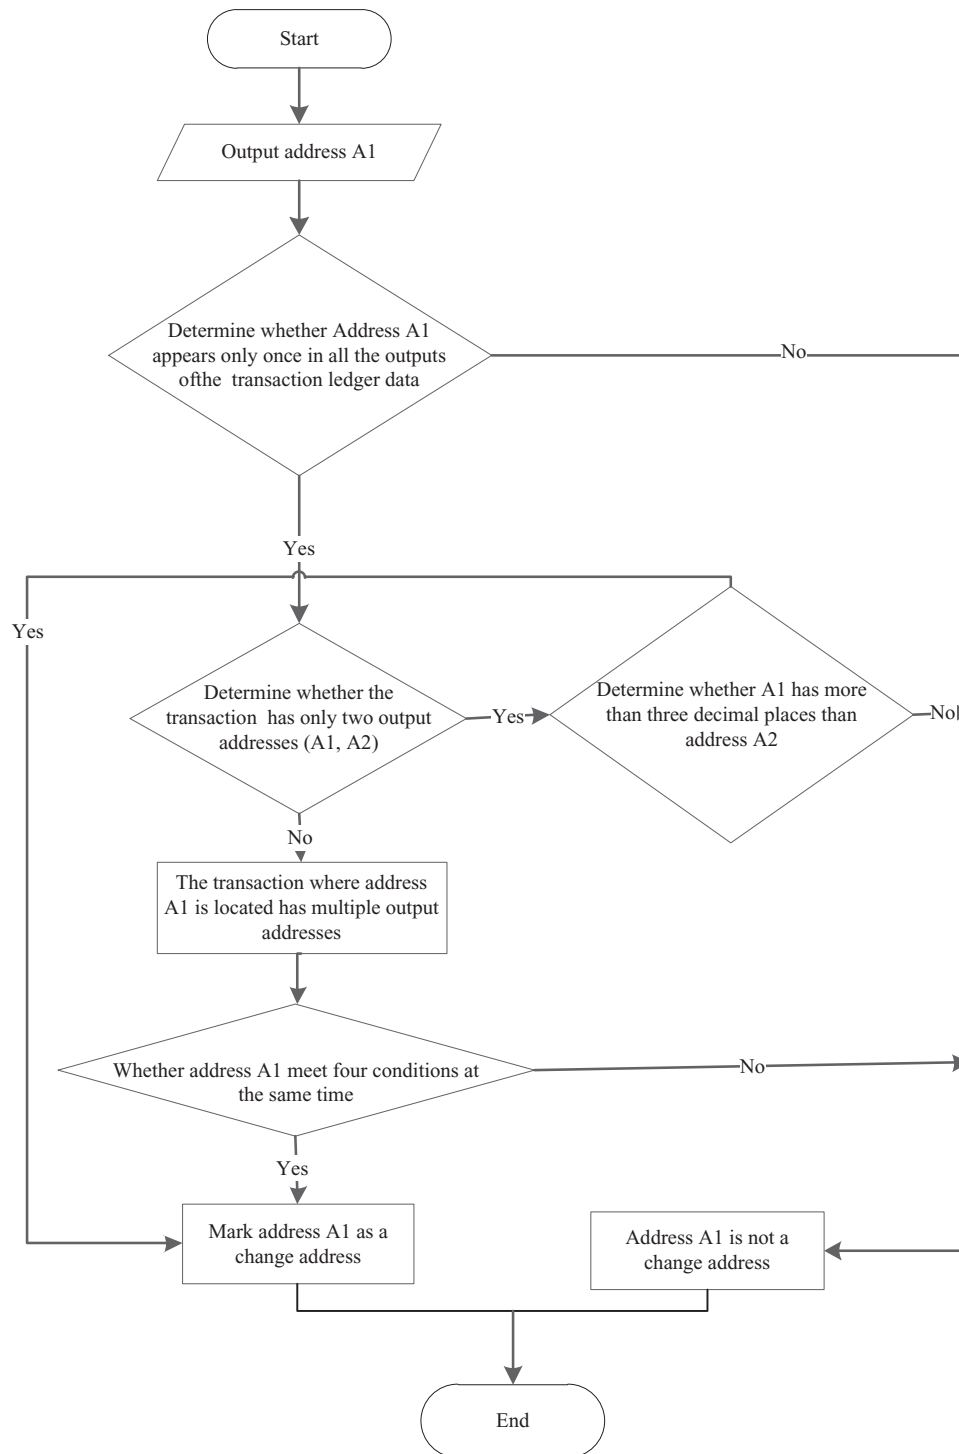 Start
Output address A1
Determine whether Address A1
appears only once in all the outputs
ofthe transaction ledger data
No
Yes
Yes
Determine whether the
transaction has only two output
addresses (A1, A2)
Yes
Determine whether A1 has more
than three decimal places than
address A2
No
No
The transaction where address
A1 is located has multiple output
addresses
Whether address A1 meet four conditions at
the same time
No
Yes
Mark address A1 as a
change address
Address A1 is not a
change address
End